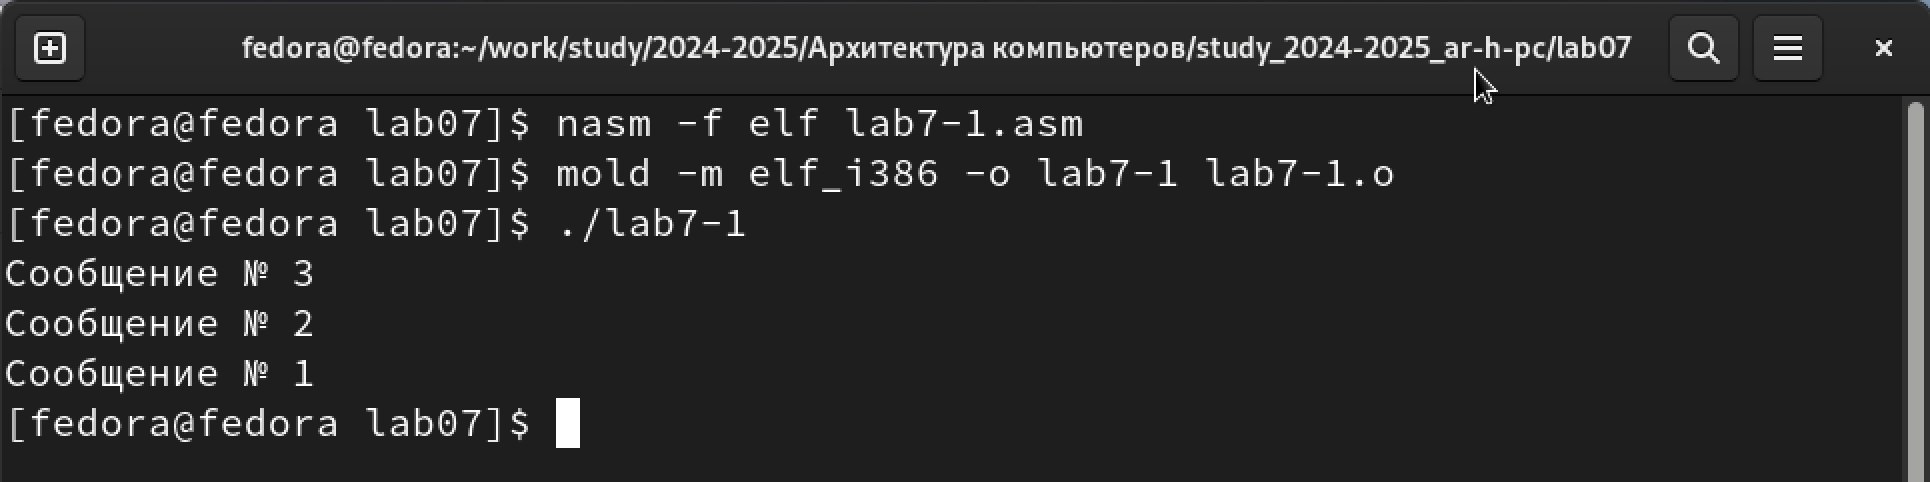 fedora@fedora:~/work/study/2024-2025/Архитектура компьютеров/study_2024-2025_ar-h-pc/lab07
[fedora@fedora lab07]$ nasm -f elf lab7-1.asm
[fedora@fedora lab07]$ mold -m elf_i386 -o lab7-1 lab7-1.o
[fedora@fedora lab07]$ ./lab7-1
Сообщение № 3
Сообщение № 2
Сообщение № 1
[fedora@fedora lab07]$